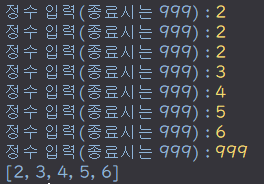 정수 입력(종료시는 999) : 2
정수 입력(종료시는 999) : 2
정수 입력(종료시는 999) : 2
정수 입력(종료시는 999) : 3
정수 입력(종료시는 999) : 4
정수 입력(종료시는 999) : 5
정수 입력(종료시는 999) : 6
정수 입력(종료시는 999) : 999
[2, 3, 4, 5, 6]